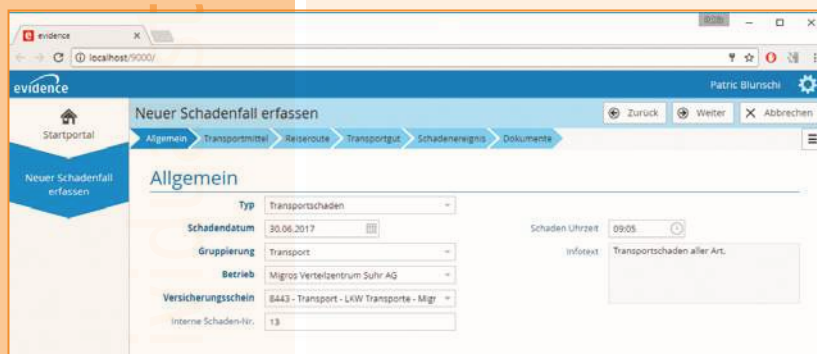 evidence
localhost/9000/
evidence
Patric Blunschi
Startportal
Neuer Schadenfall erfassen
Neuer Schadenfall erfassen
Zurück
Weiter
Abbrechen
Allgemein
Transportmittel
Reiseroute
Transportgut
Schadenereignis
Dokumente
Allgemein
Typ Transportschaden
Schadendatum 30.06.2017
Schaden Uhrzeit 09:05
Gruppierung Transport
Infotext Transportschaden aller Art.
Betrieb Migros Verteilzentrum Suhr AG
Versicherungsschein 8443 - Transport - LKW Transporte - Migr
Interne Schaden-Nr. 13